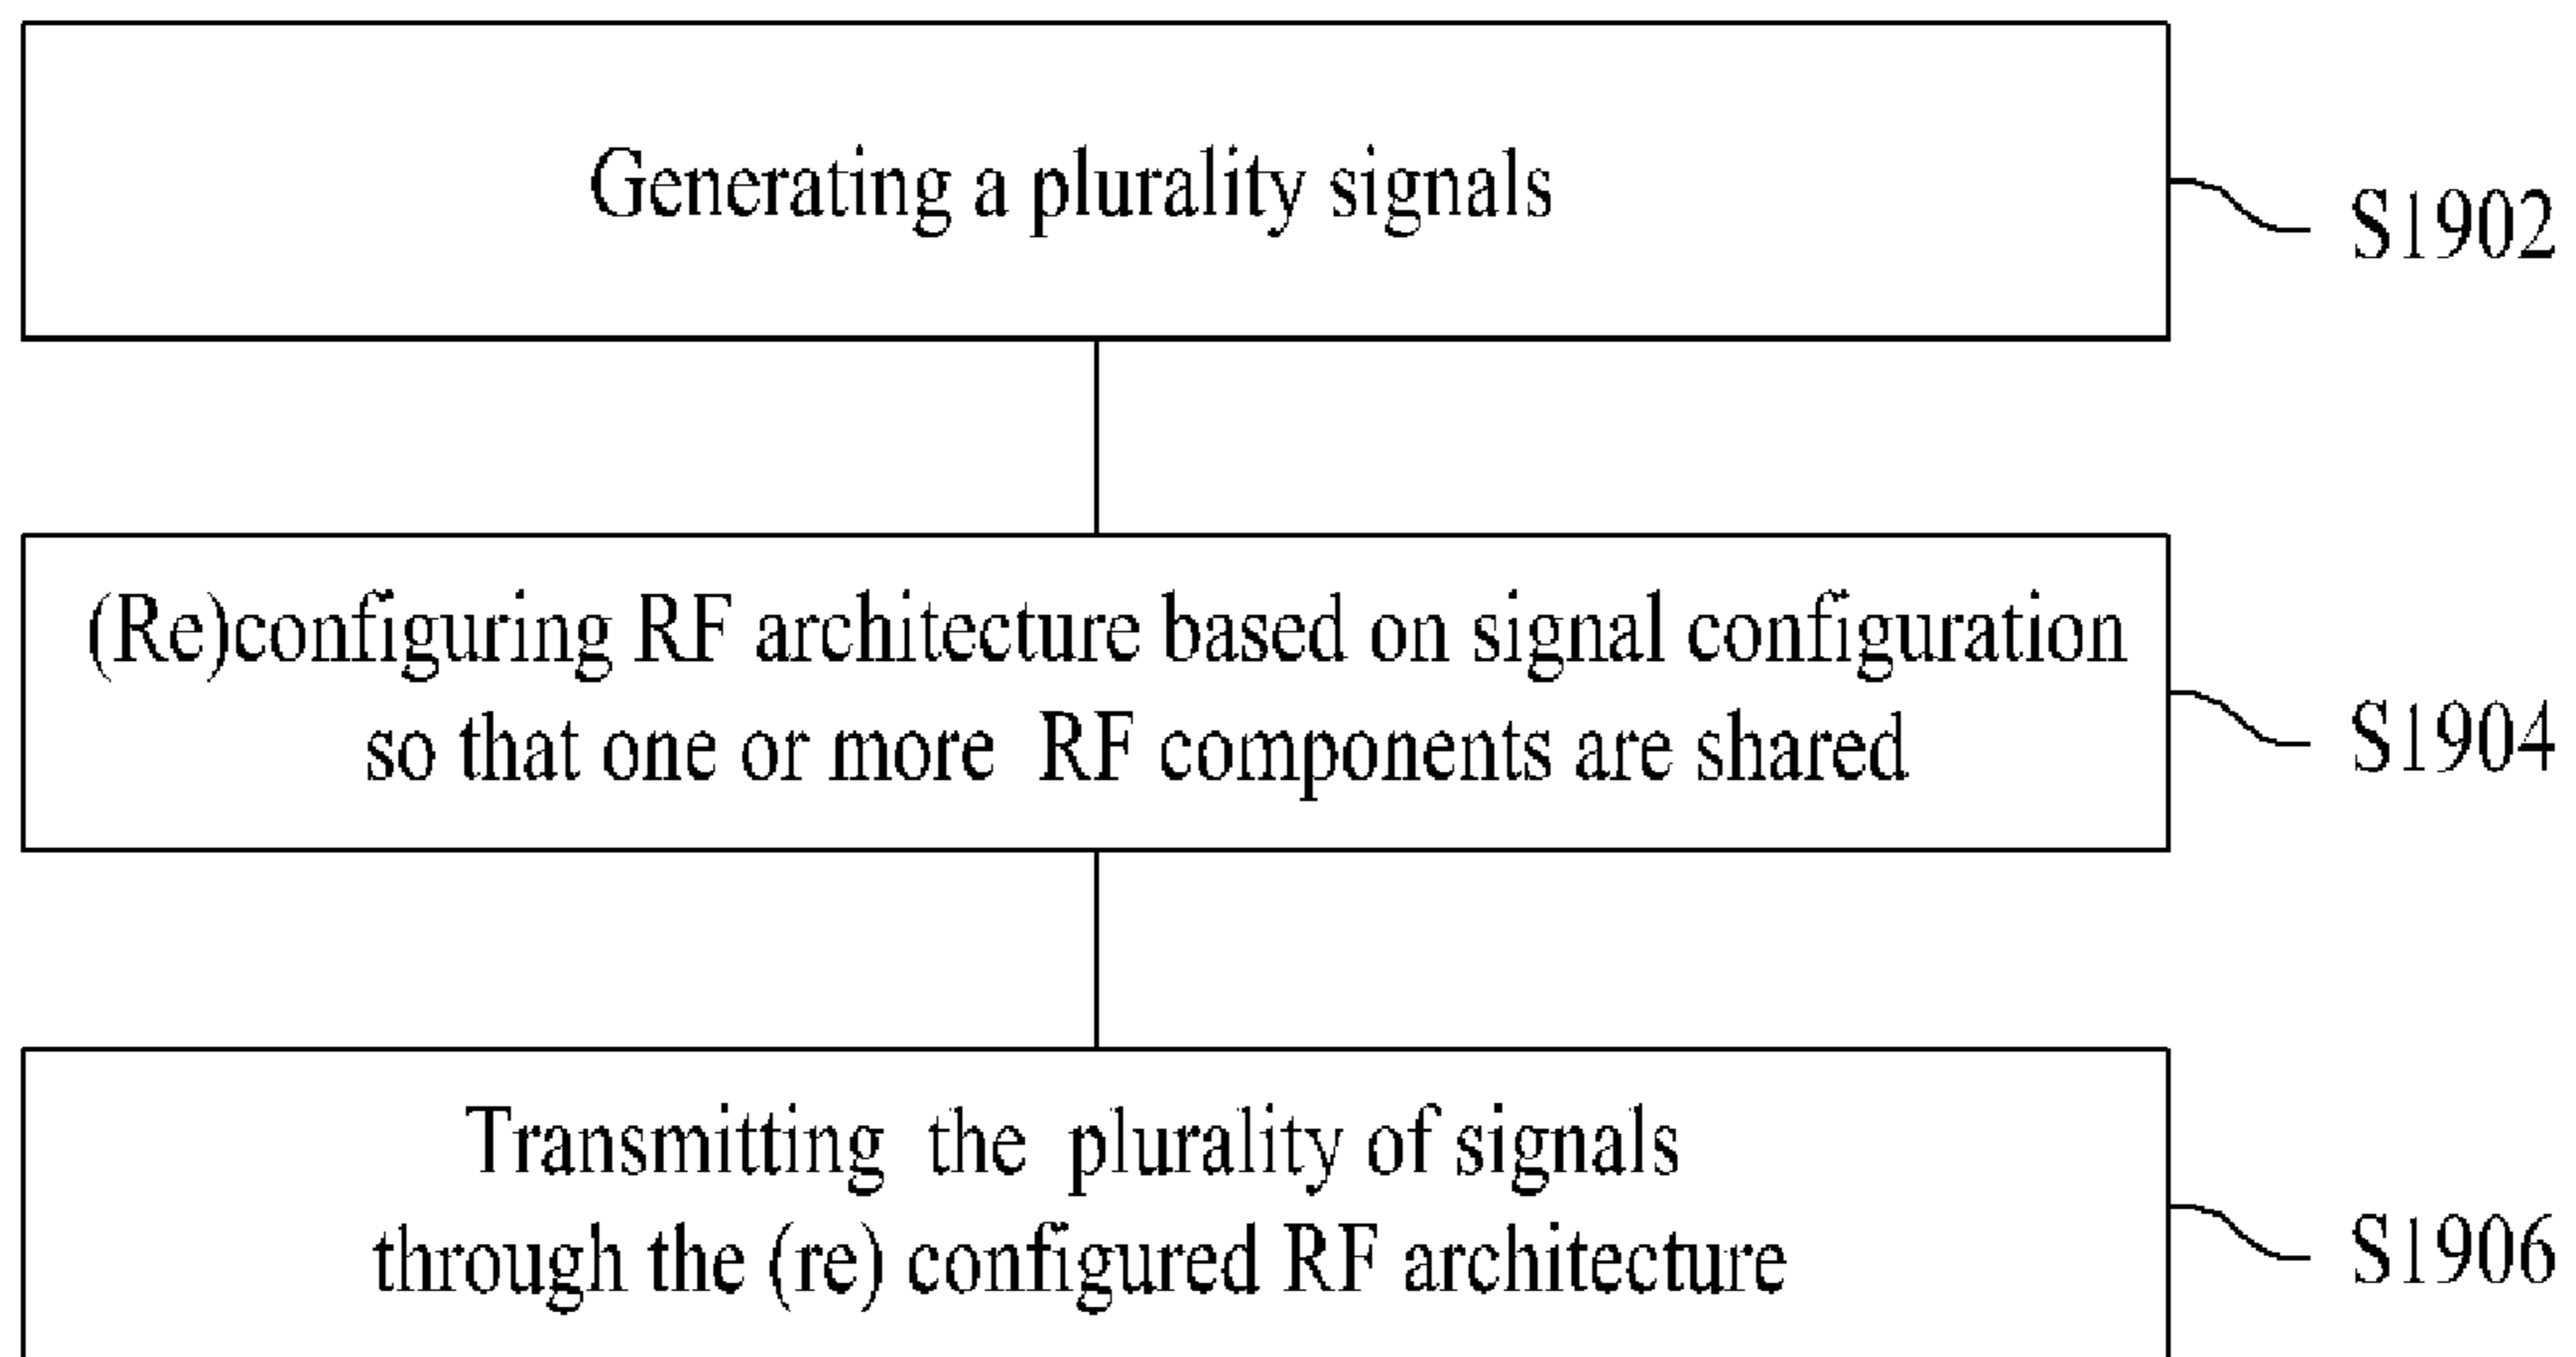 Generating a plurality signals
S1902
(Re)configuring RF architecture based on signal configuration
so that one or more RF components are shared
S1904
Transmitting the plurality of signals
through the (re) configured RF architecture
S1906